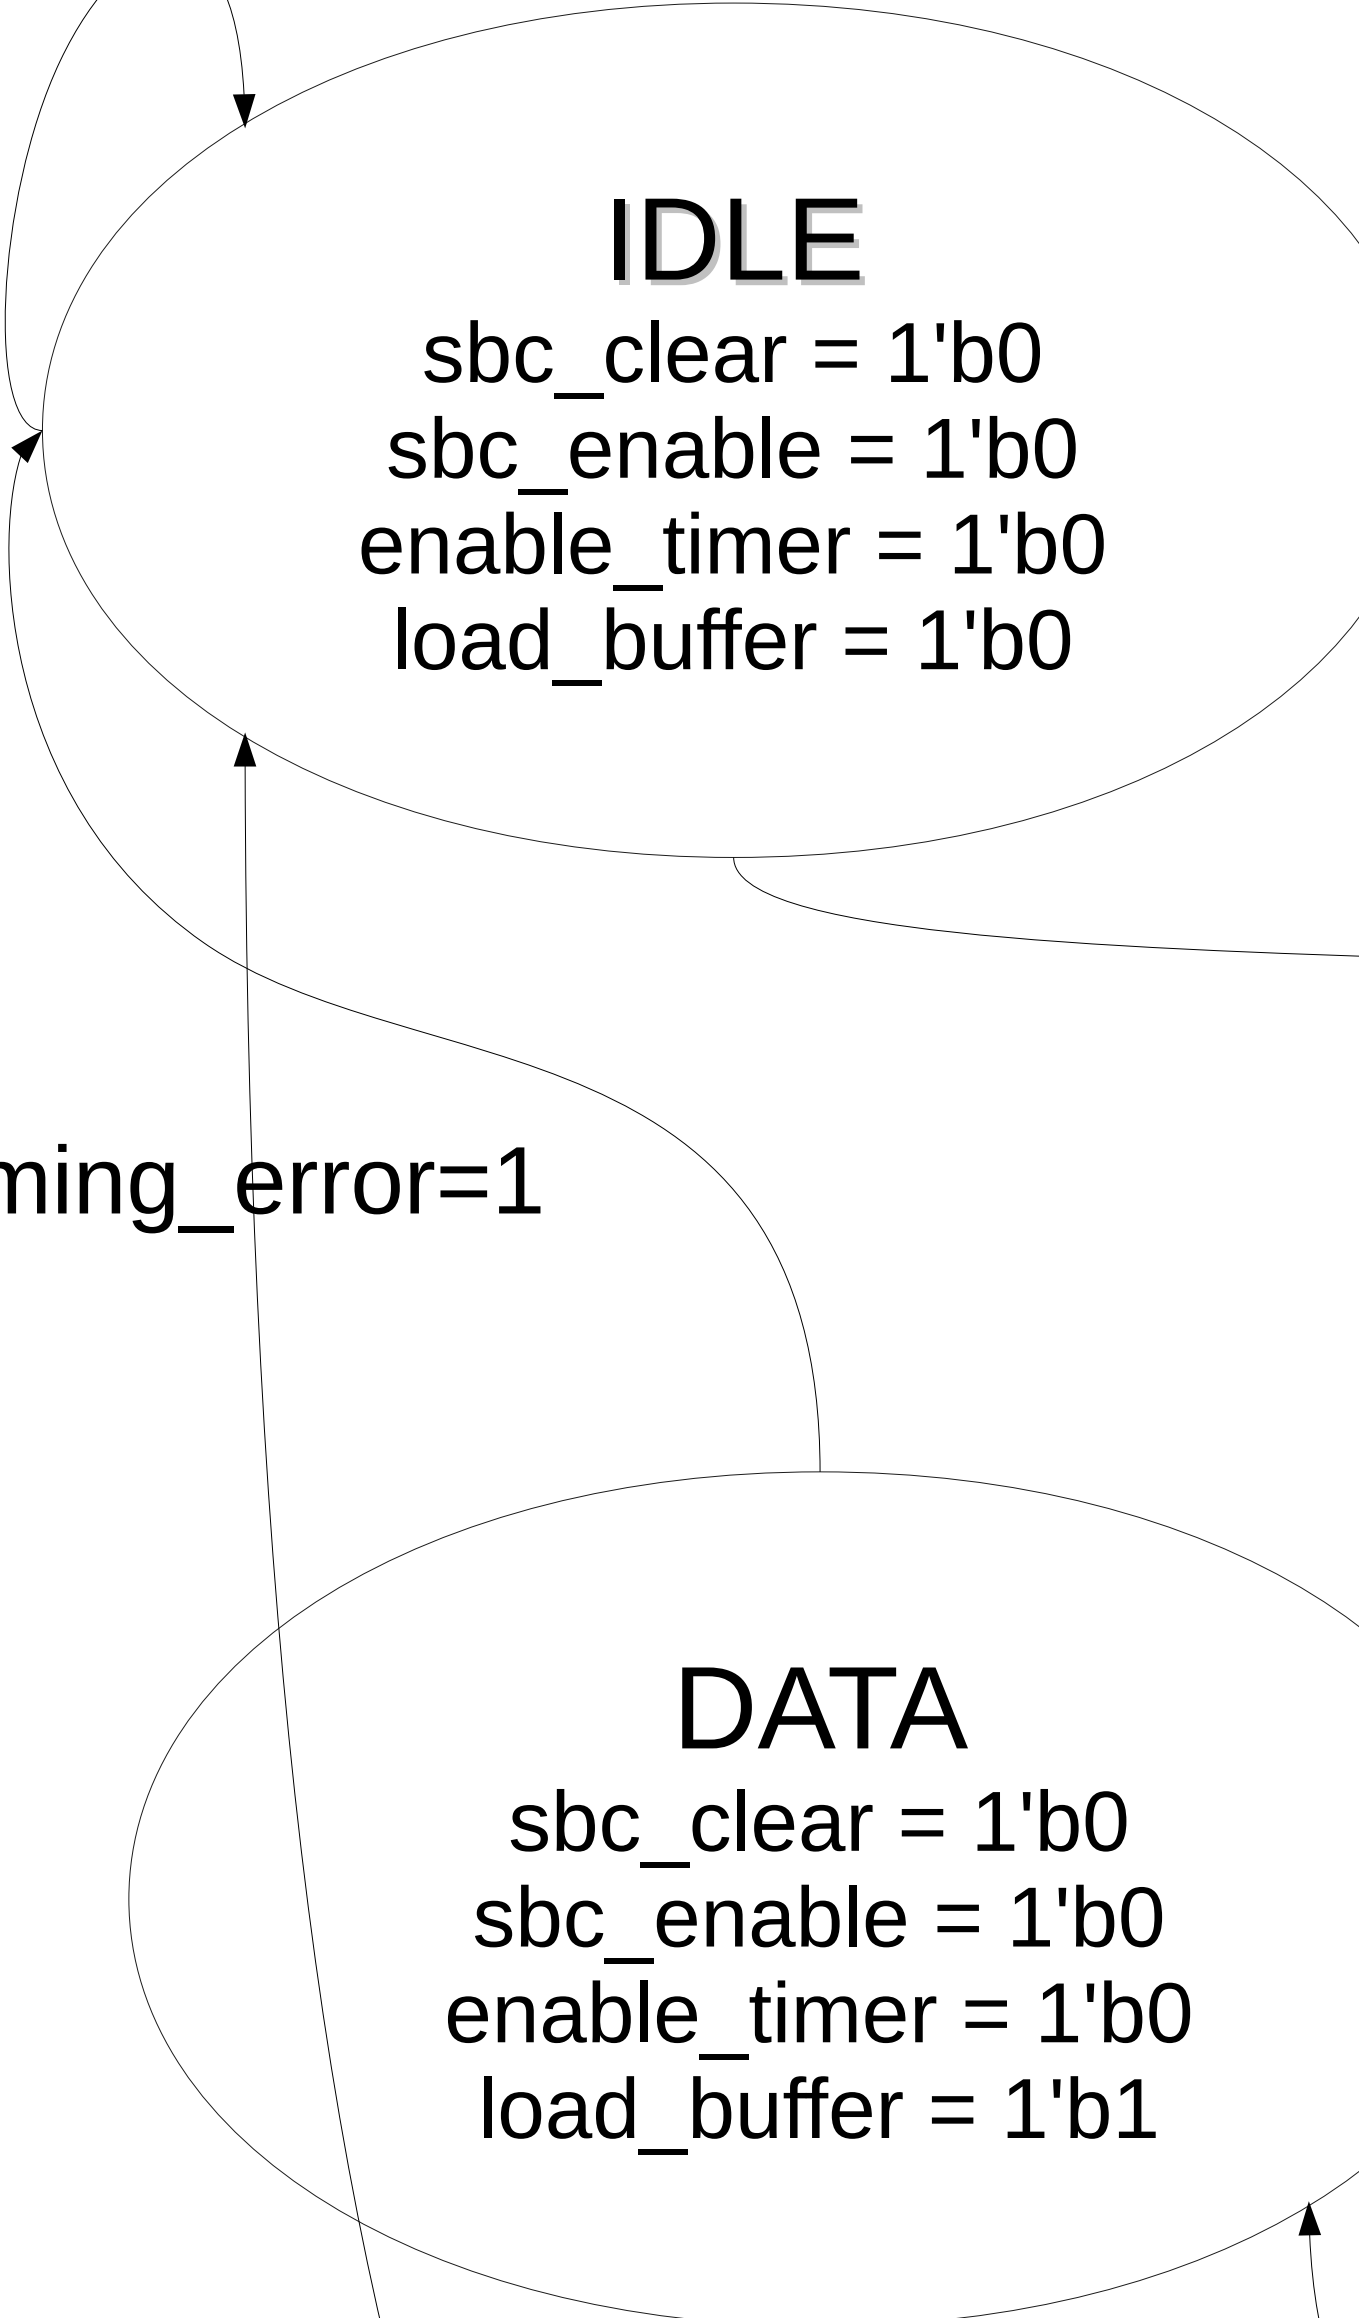 IDLE
sbc_clear = 1'b0
sbc_enable = 1'b0
enable_timer = 1'b0
load_buffer = 1'b0
ming_error=1
DATA
sbc_clear = 1'b0
sbc_enable = 1'b0
enable_timer = 1'b0
load_buffer = 1'b1